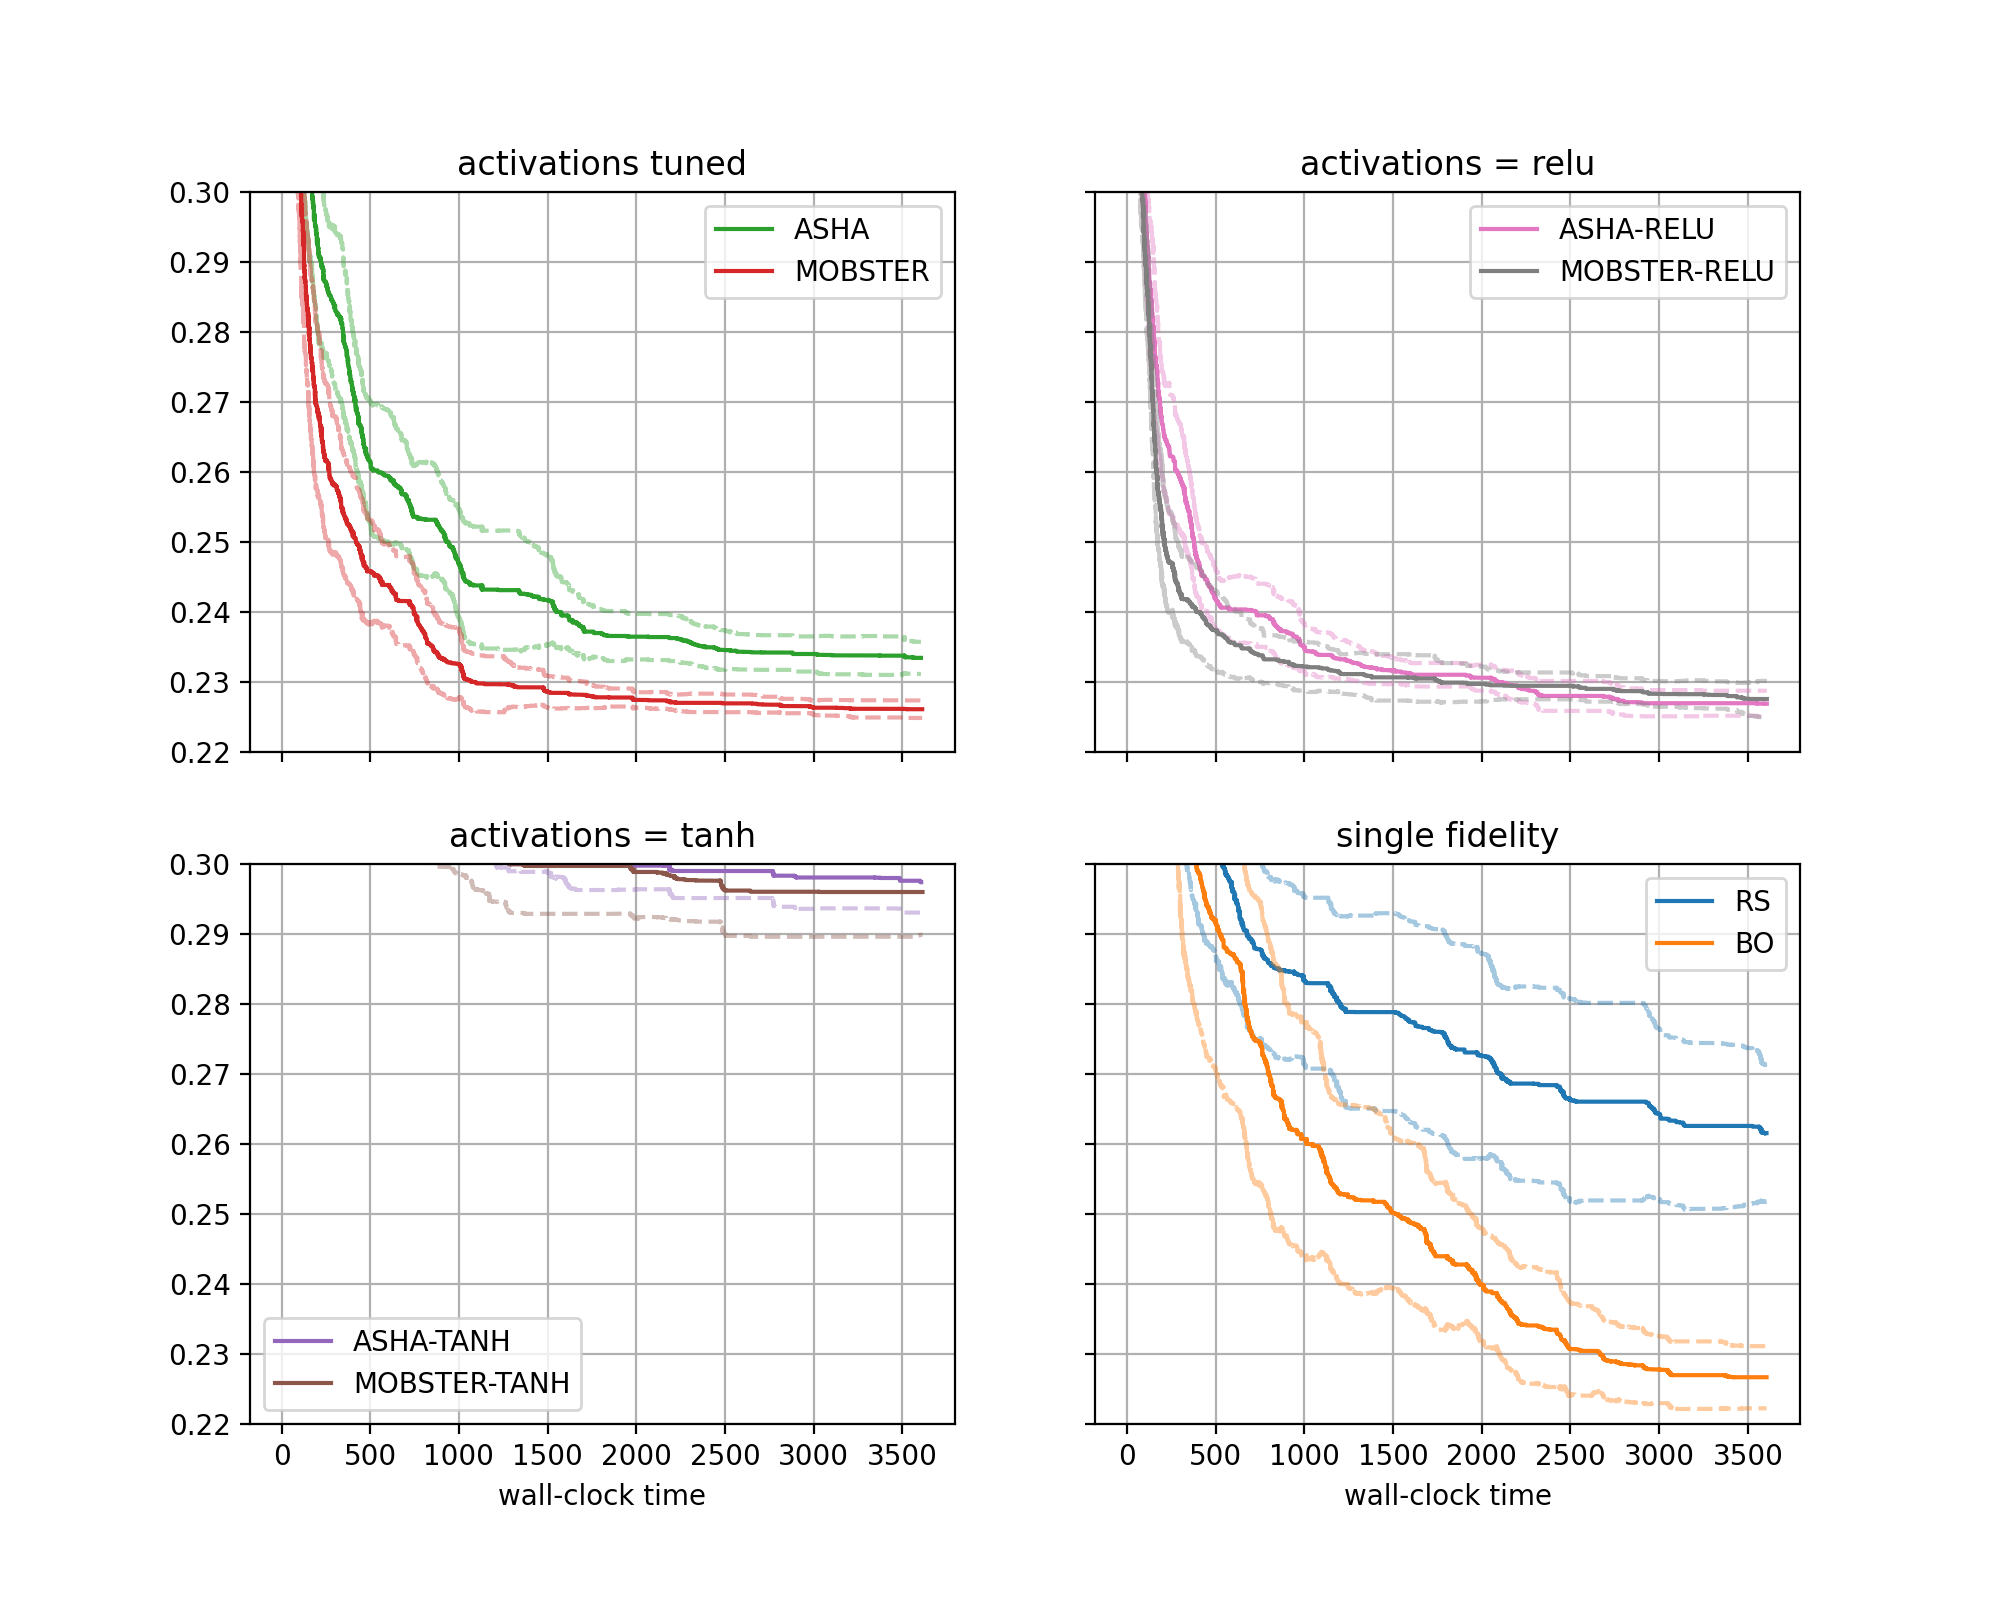 activations tuned
0.30
0.29
0.28
0.27
0.26
0.25
0.24
0.23
0.22
ASHA
MOBSTER
activations = relu
ASHA-RELU
MOBSTER-RELU
activations = tanh
0.30
0.29
0.28
0.27
0.26
0.25
0.24
0.23
0.22
ASHA-TANH
MOBSTER-TANH
0 500 1000 1500 2000 2500 3000 3500
wall-clock time
single fidelity
RS
BO
0 500 1000 1500 2000 2500 3000 3500
wall-clock time